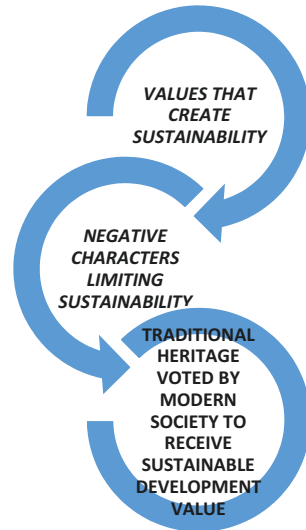 VALUES THAT
CREATE
SUSTAINABILITY
NEGATIVE
CHARACTERS
LIMITING
SUSTAINABILITY
TRADITIONAL
HERITAGE
VOTED BY
MODERN
SOCIETY TO
RECEIVE
SUSTAINABLE
DEVELOPMENT
VALUE